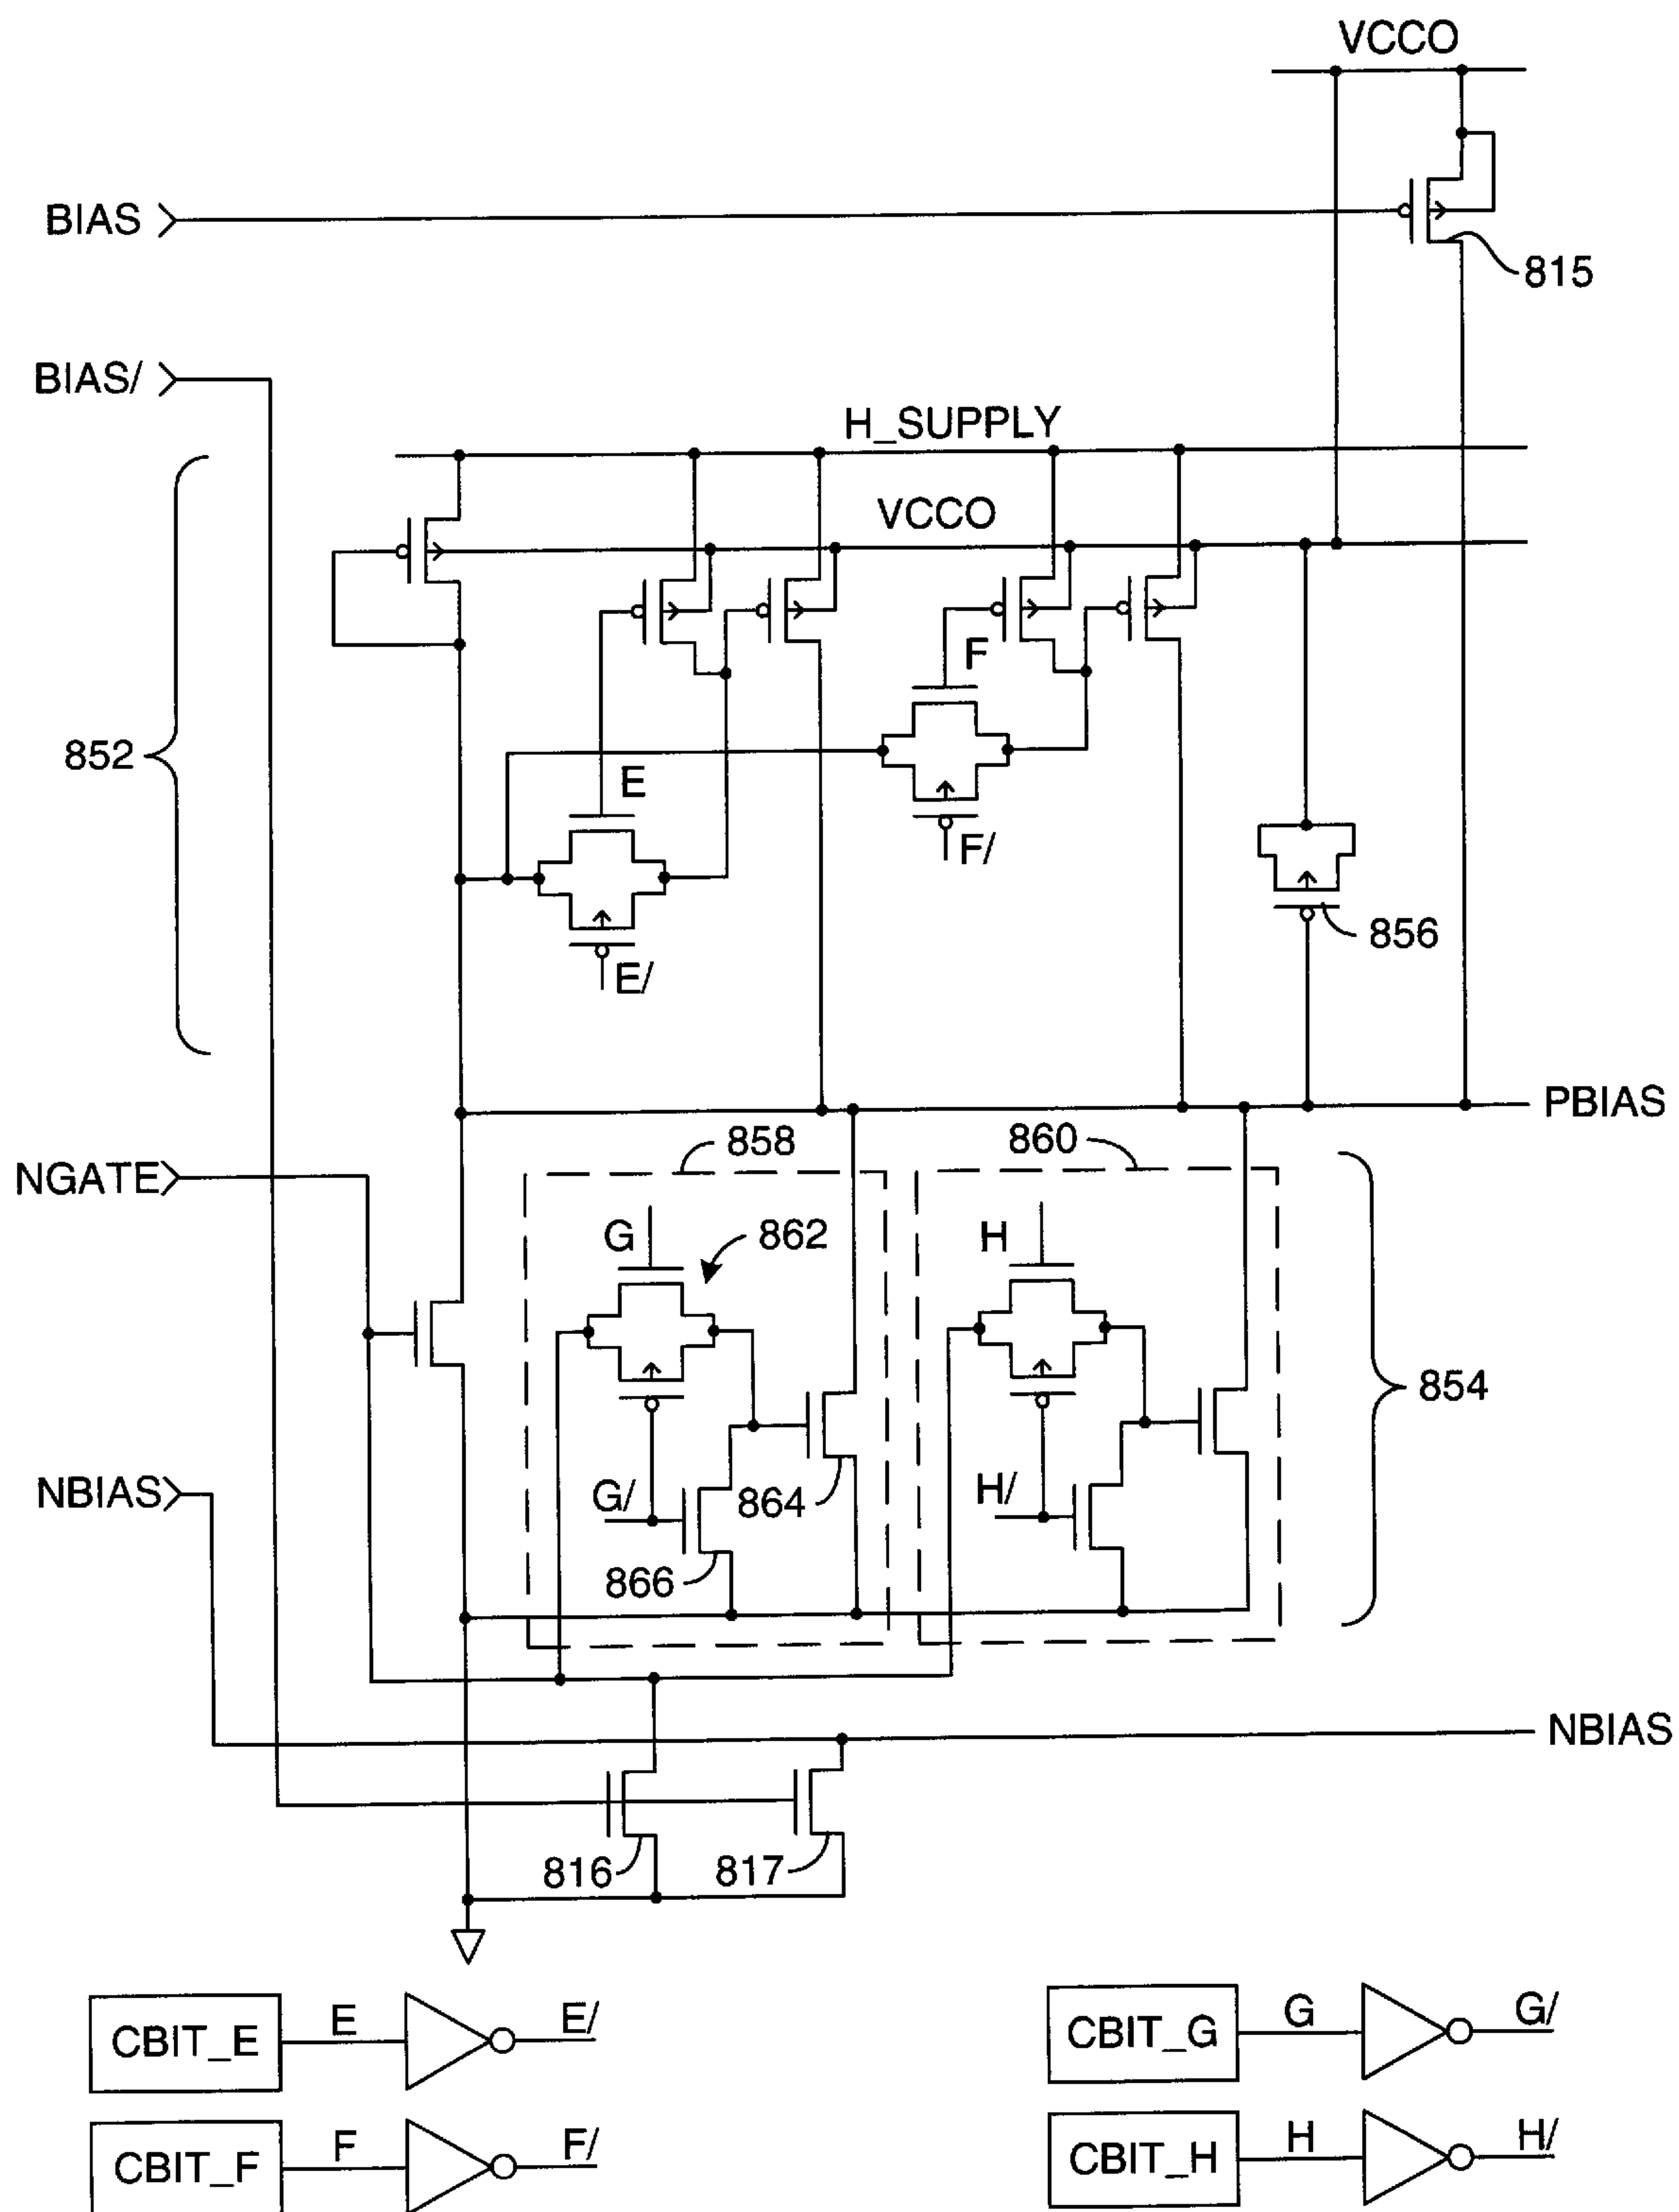 VCCO
BIAS
815
BIAS/
H_SUPPLY
VCCO
852
F
E
F/
856
E/
PBIAS
858
860
NGATE
G
862
H
854
NBIAS
G/
864
H/
866
NBIAS
816
817
CBIT_E
E
E/
CBIT_G
G
G/
CBIT_F
F
F/
CBIT_H
H
H/